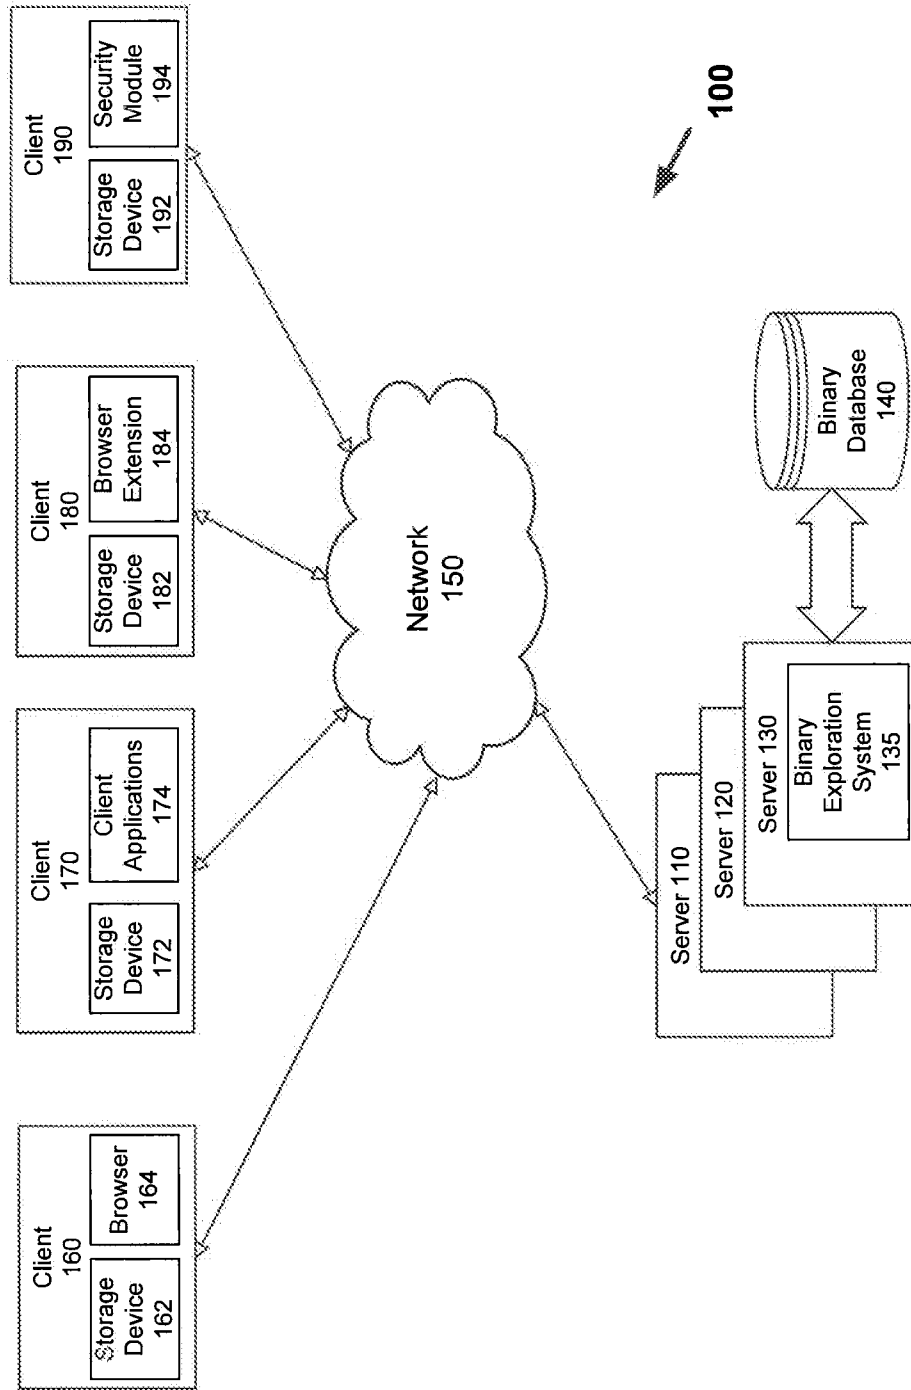 Client
160
Storage
Device
162
Browser
164
Client
170
Storage
Device
172
Client
Applications
174
Client
180
Storage
Device
182
Browser
Extension
184
Client
190
Storage
Device
192
Security
Module
194
Network
150
100
Server 110
Server 120
Server 130
Binary
Exploration
System
135
Binary
Database
140